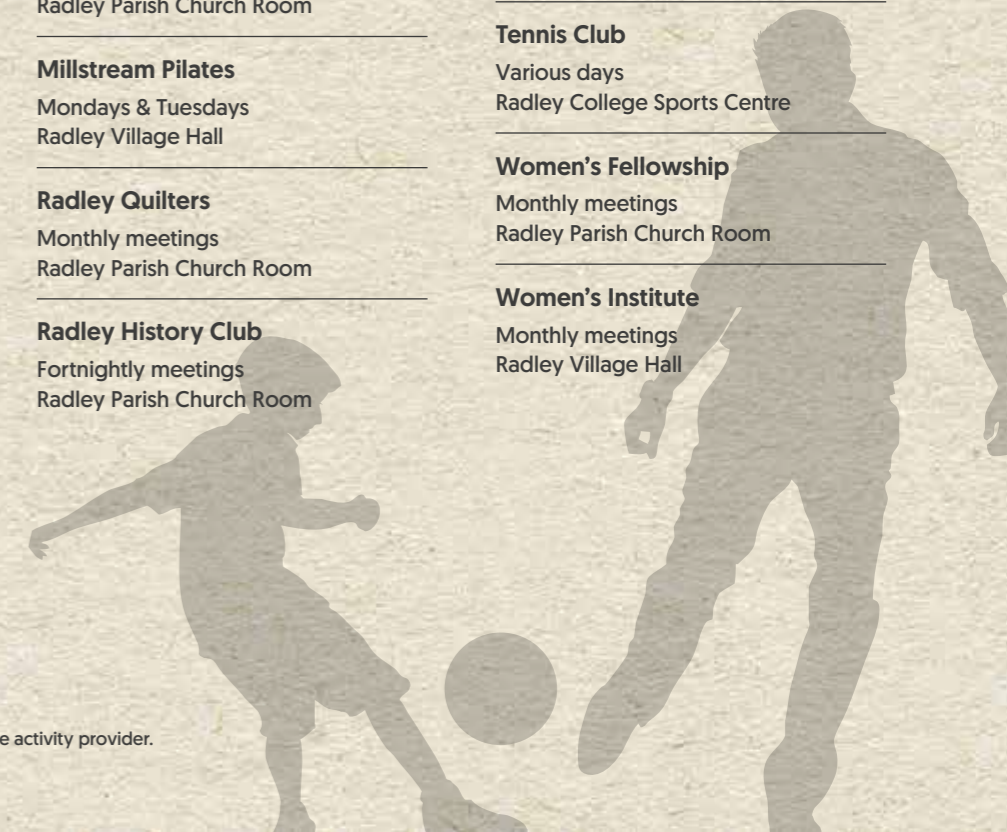 Radley Parish Church Room
Millstream Pilates
Mondays & Tuesdays
Radley Village Hall
Radley Quilters
Monthly meetings
Radley Parish Church Room
Radley History Club
Fortnightly meetings
Radley Parish Church Room
e activity provider.
Tennis Club
Various days
Radley College Sports Centre
Women’s Fellowship
Monthly meetings
Radley Parish Church Room
Women’s Institute
Monthly meetings
Radley Village Hall